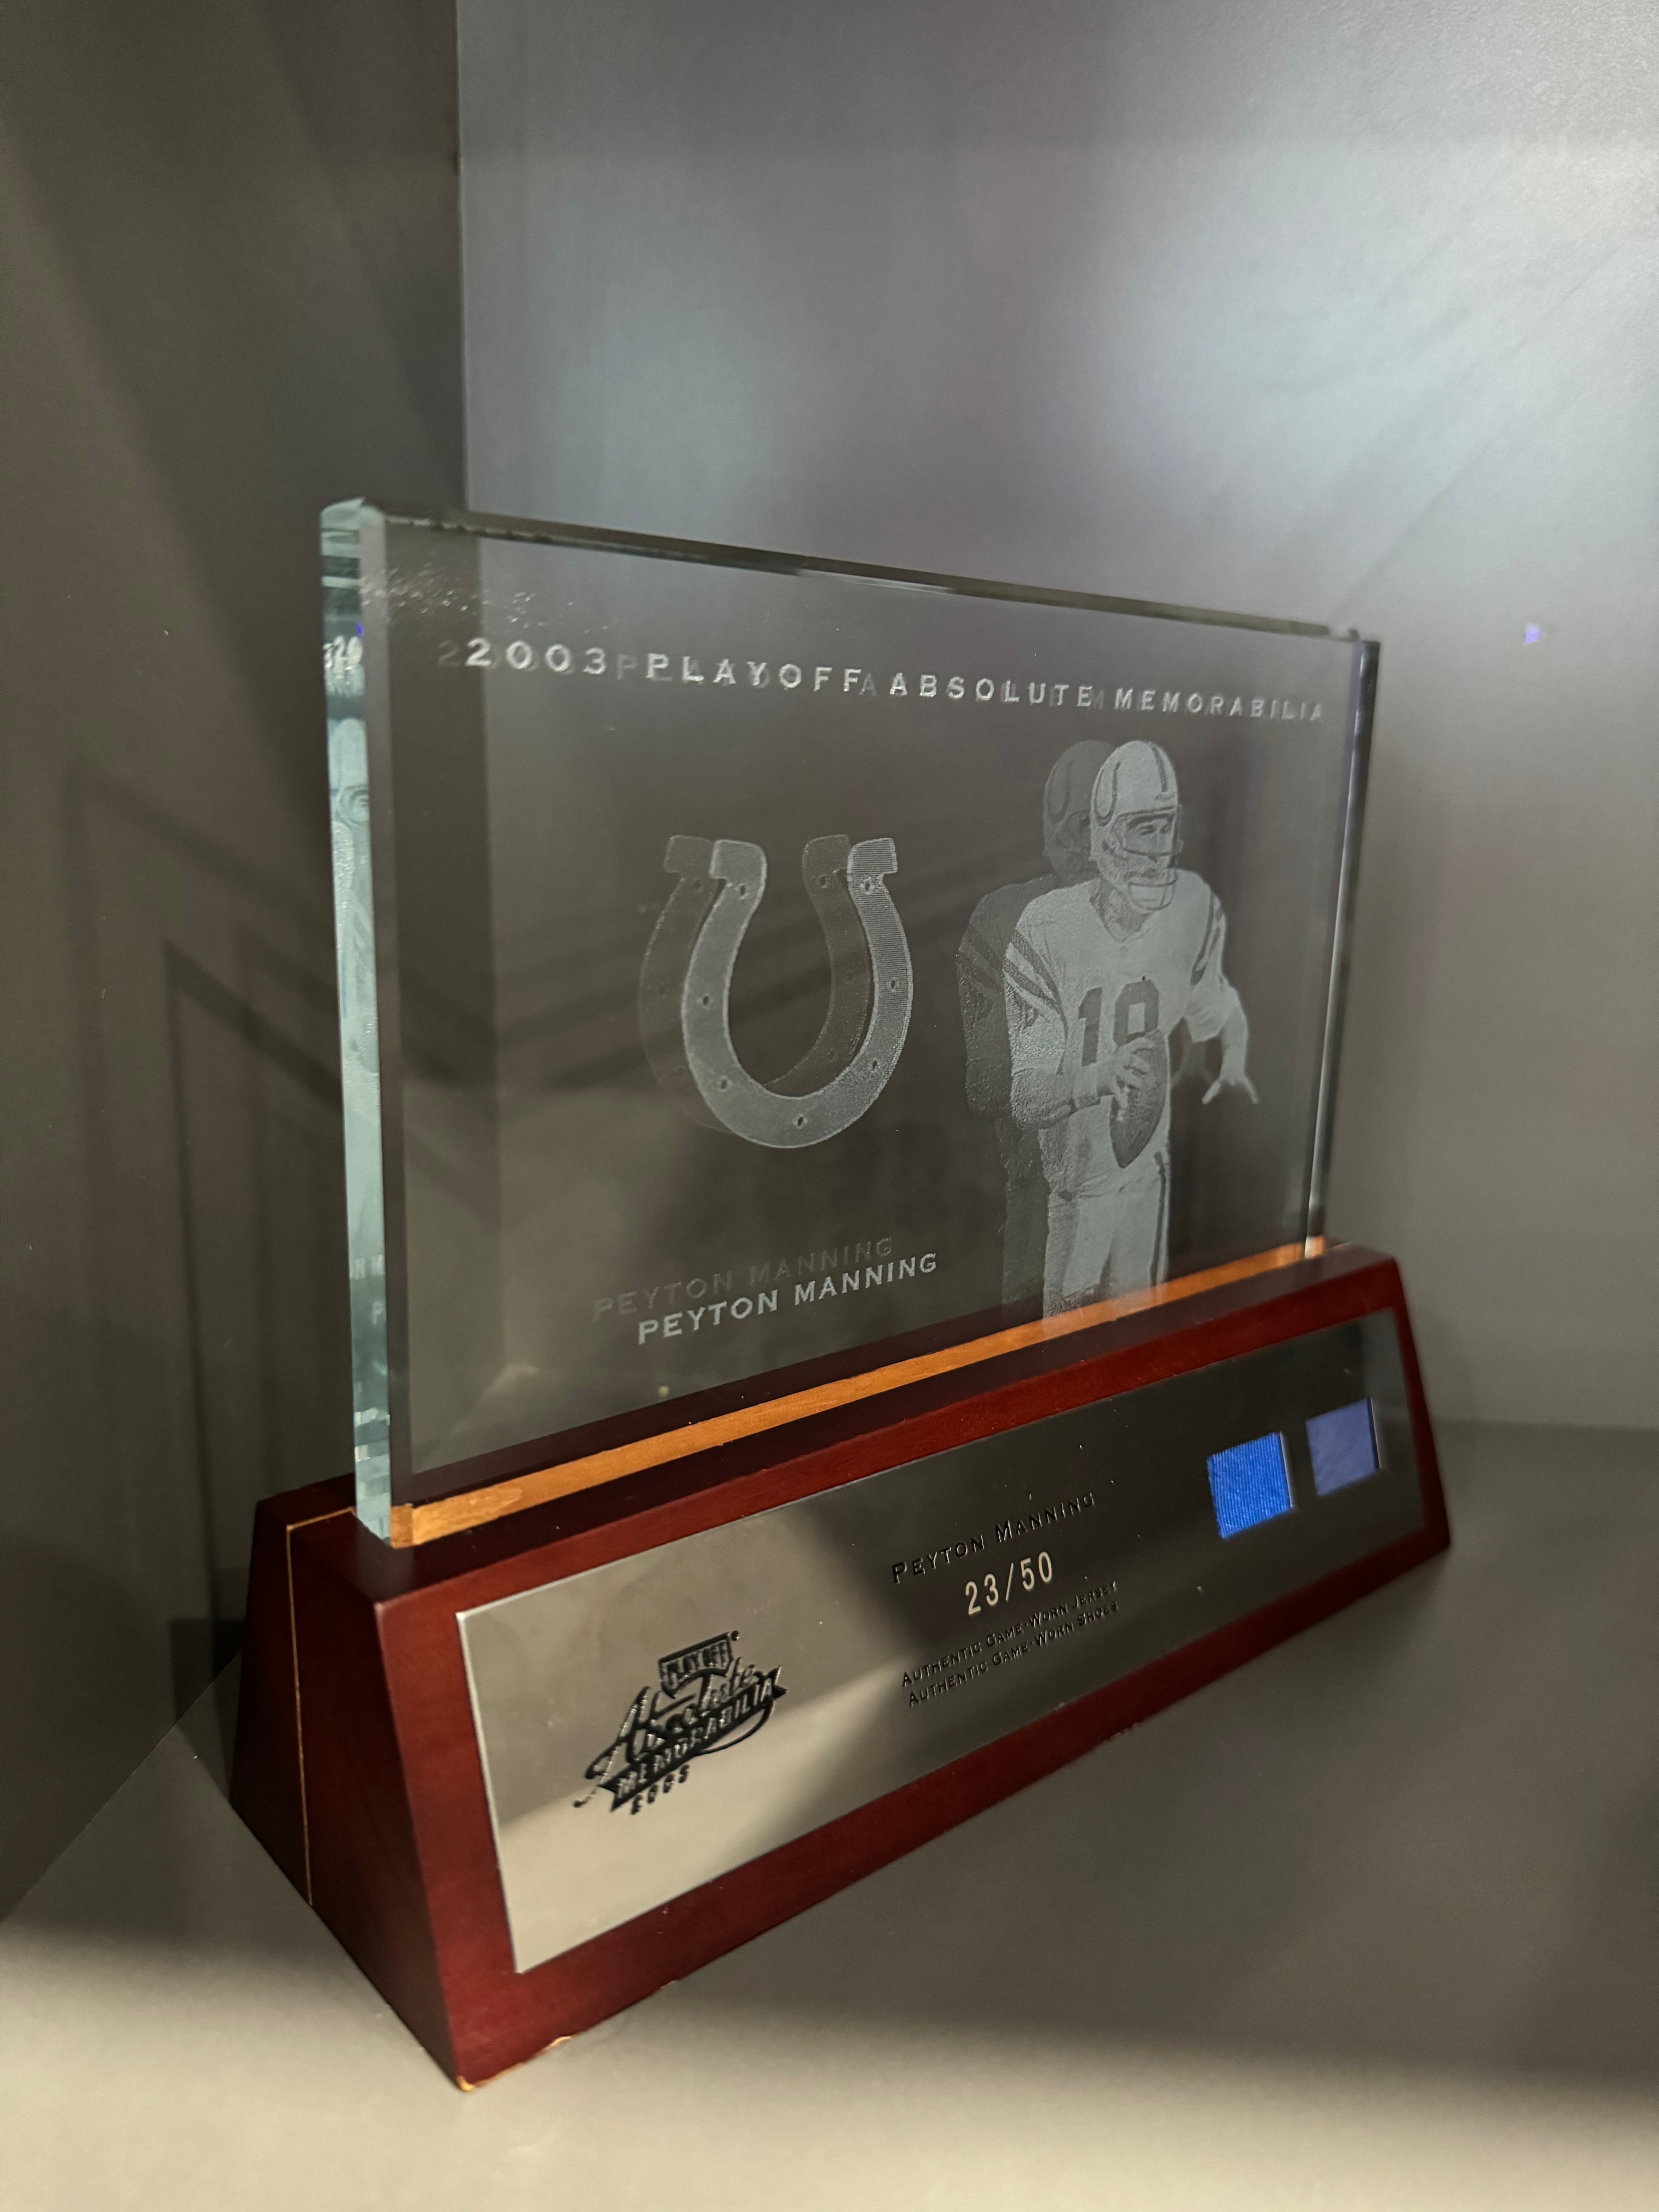 2003 PLAYOFF ABSOLUTE MEMORABILIA
18
PEYTON MANNING
PEYTON MANNING
23/50
AUTHENTIC GAME-WORN JERSEY
AUTHENTIC GAME-WORN SHOES
PLAYOFF
Absolute
MEMORABILIA
2003